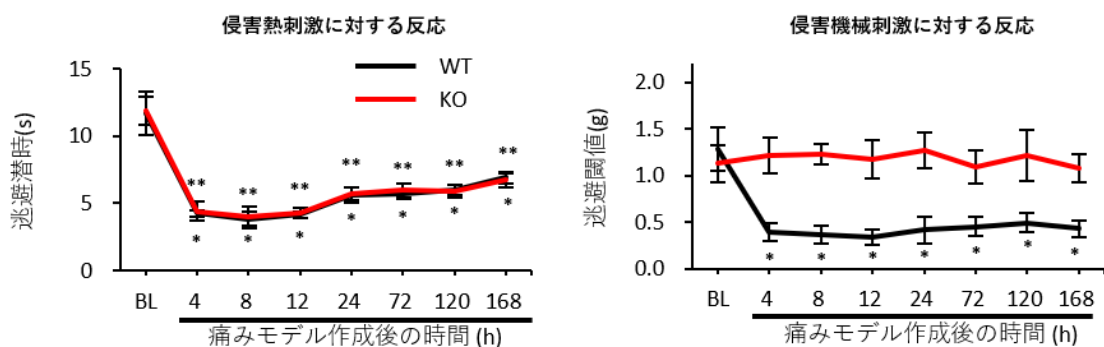 侵害熱刺激に対する反応
WT
KO
逃避潜時(s)
15
10
5
0
** ** ** ** ** ** **
* * * * * * *
BL 4 8 12 24 72 120 168
痛みモデル作成後の時間 (h)
侵害機械刺激に対する反応
逃避閾値(g)
2.0
1.5
1.0
0.5
0.0
* * * * * * *
BL 4 8 12 24 72 120 168
痛みモデル作成後の時間 (h)